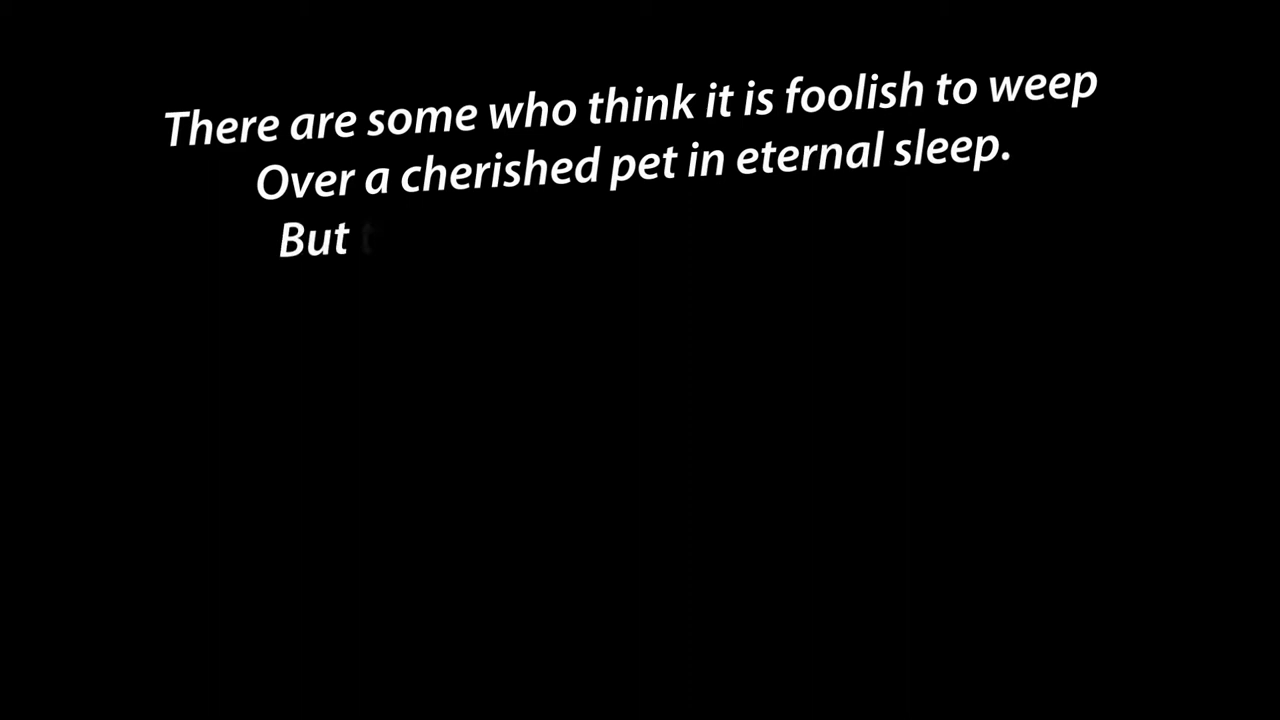 There are some who think it is foolish to weep
Over a cherished pet in eternal sleep.
But